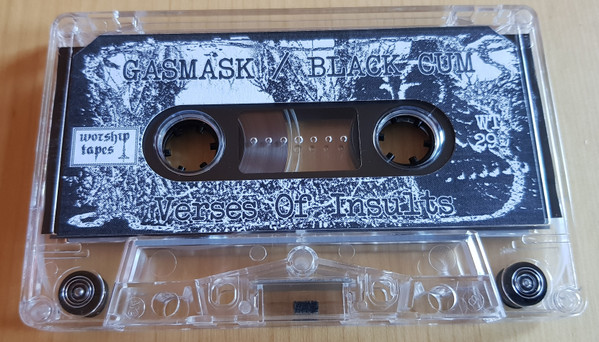 GASMASK / BLACK CUM
worship
tapes
WT
29
Verses Of Insults